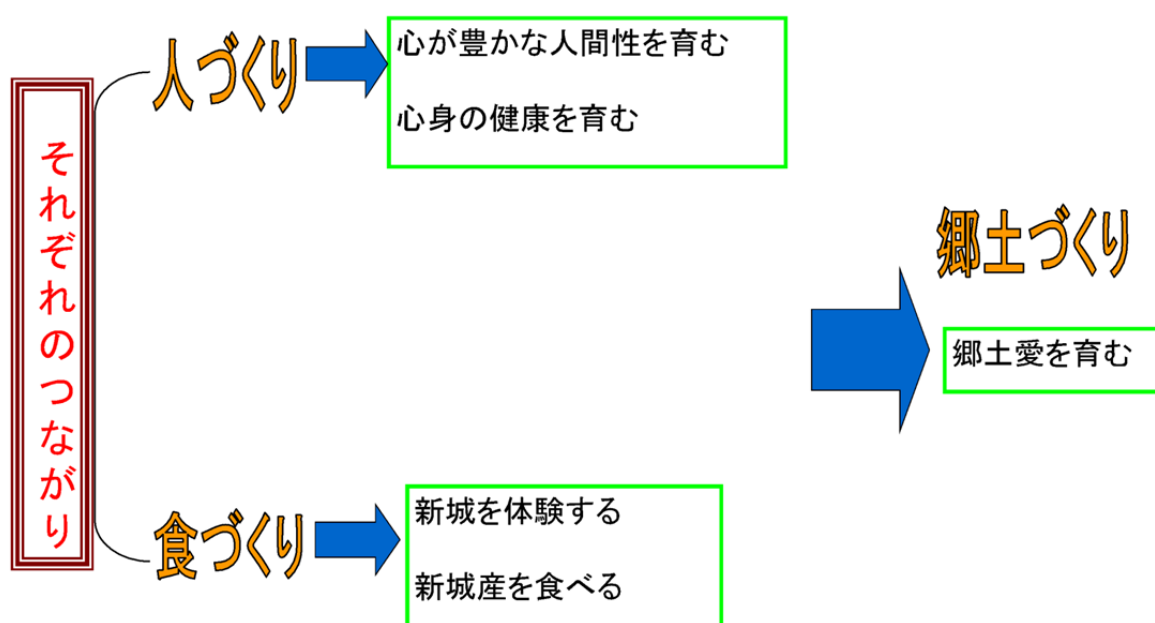 それぞれのつながり
人づくり
心が豊かな人間性を育む
心身の健康を育む
食づくり
新城を体験する
新城産を食べる
郷土づくり
郷土愛を育む